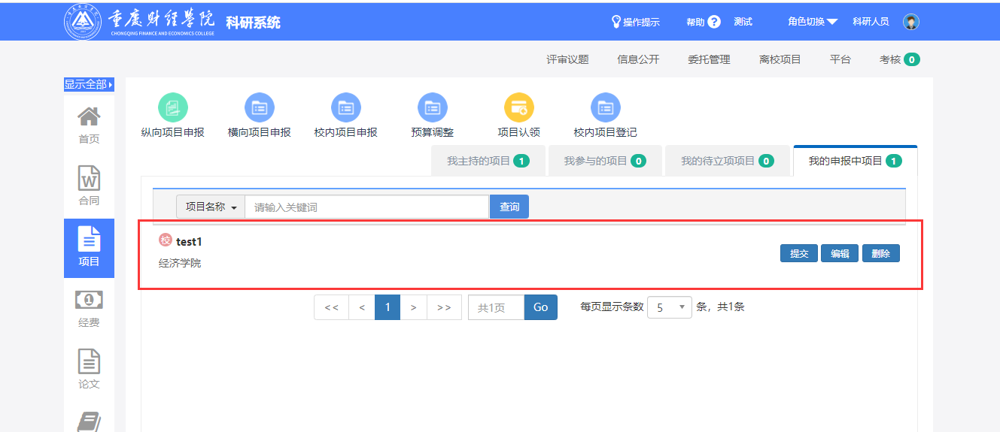 重庆财经学院
CHONGQING FINANCE AND ECONOMICS COLLEGE
科研系统
操作提示 帮助 ? 测试 角色切换 科研人员
评审议题 信息公开 委托管理 离校项目 平台 考核 0
显示全部
首页
合同
项目
经费
论文
纵向项目申报 横向项目申报 校内项目申报 预算调整 项目认领 校内项目登记
我主持的项目 1 我参与的项目 0 我的待立项项目 0 我的申报中项目 1
项目名称 请输入关键词 查询
校 test1
经济学院
提交 编辑 删除
<< < 1 > >> 共1页 Go 每页显示条数 5 条，共1条